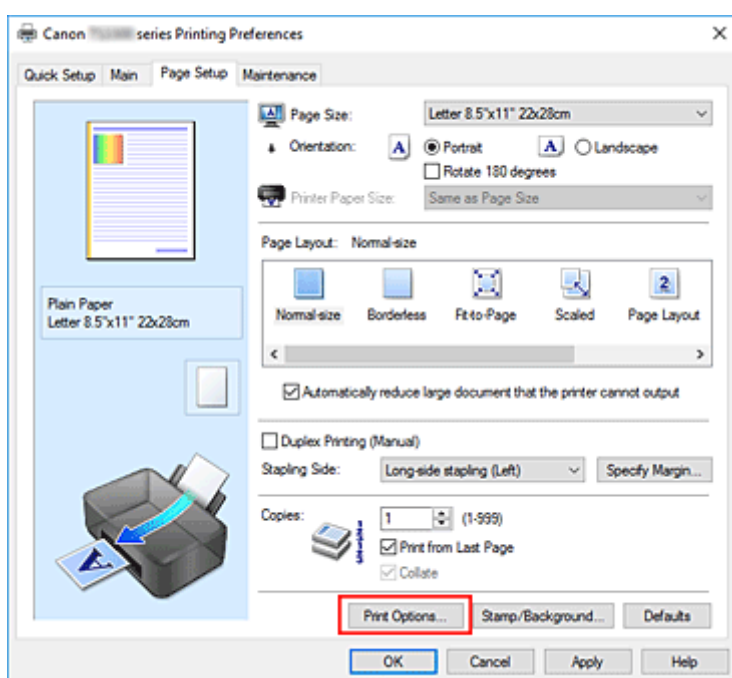 Canon series Printing Preferences
Quick Setup Main Page Setup Maintenance
Page Size: Letter 8.5"x11" 22x28cm
Orientation: A Portrait A Landscape
Rotate 180 degrees
Printer Paper Size: Same as Page Size
Page Layout: Normal-size
2
Normal-size Borderless Fit-to-Page Scaled Page Layout
Plain Paper
Letter 8.5"x11" 22x28cm
Automatically reduce large document that the printer cannot output
Duplex Printing (Manual)
Stapling Side: Long-side stapling (Left) Specify Margin...
Copies: 1 (1-999)
Print from Last Page
Collate
A
Print Options... Stamp/Background... Defaults
OK Cancel Apply Help